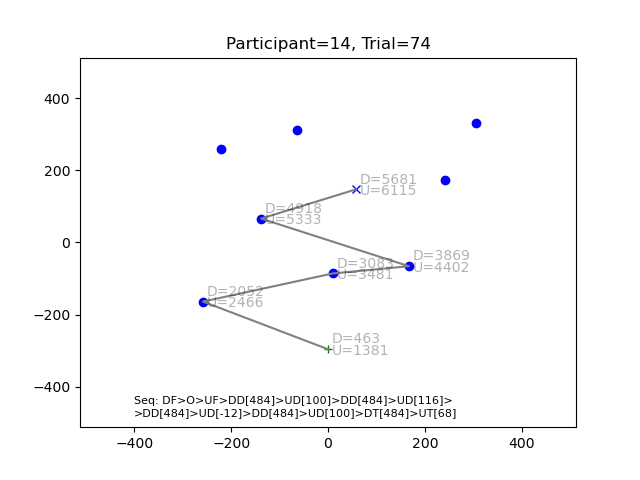 Participant=14, Trial=74
400
200
0
−200
−400
D=5681
U=6115
D=4918
U=5333
D=3869
U=4402
D=3083
U=3481
D=2052
U=2466
D=463
U=1381
Seq: DF>O>UF>DD[484]>UD[100]>DD[484]>UD[116]>
>DD[484]>UD[-12]>DD[484]>UD[100]>DT[484]>UT[68]
−400 −200 0 200 400